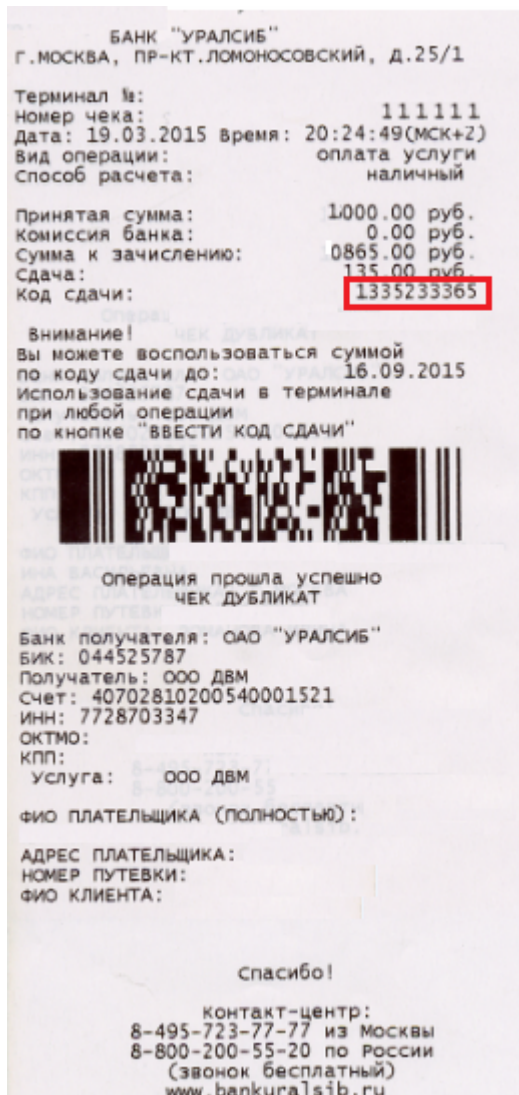 БАНК "УРАЛСИБ"
Г.МОСКВА, ПР-КТ.ЛОМОНОСОВСКИЙ, Д.25/1
Терминал №:
Номер чека: 111111
Дата: 19.03.2015 Время: 20:24:49(МСК+2)
Вид операции: оплата услуги
Способ расчета: наличный
Принятая сумма: 1000.00 руб.
Комиссия банка: 0.00 руб.
Сумма к зачислению: 0865.00 руб.
Сдача: 135.00 руб.
Код сдачи: 1335233365
Внимание!
Вы можете воспользоваться суммой
по коду сдачи до: 16.09.2015
Использование сдачи в терминале
при любой операции
по кнопке "ВВЕСТИ КОД СДАЧИ"
Операция прошла успешно
ЧЕК ДУБЛИКАТ
Банк получателя: ОАО "УРАЛСИБ"
БИК: 044525787
Получатель: ООО ДВМ
Счет: 40702810200540001521
ИНН: 7728703347
ОКТМО:
КПП:
Услуга: ООО ДВМ
ФИО ПЛАТЕЛЬЩИКА (ПОЛНОСТЬЮ):
АДРЕС ПЛАТЕЛЬЩИКА:
НОМЕР ПУТЕВКИ:
ФИО КЛИЕНТА:
Спасибо!
Контакт-центр:
8-495-723-77-77 из Москвы
8-800-200-55-20 по России
(звонок бесплатный)
www.bankuralsib.ru